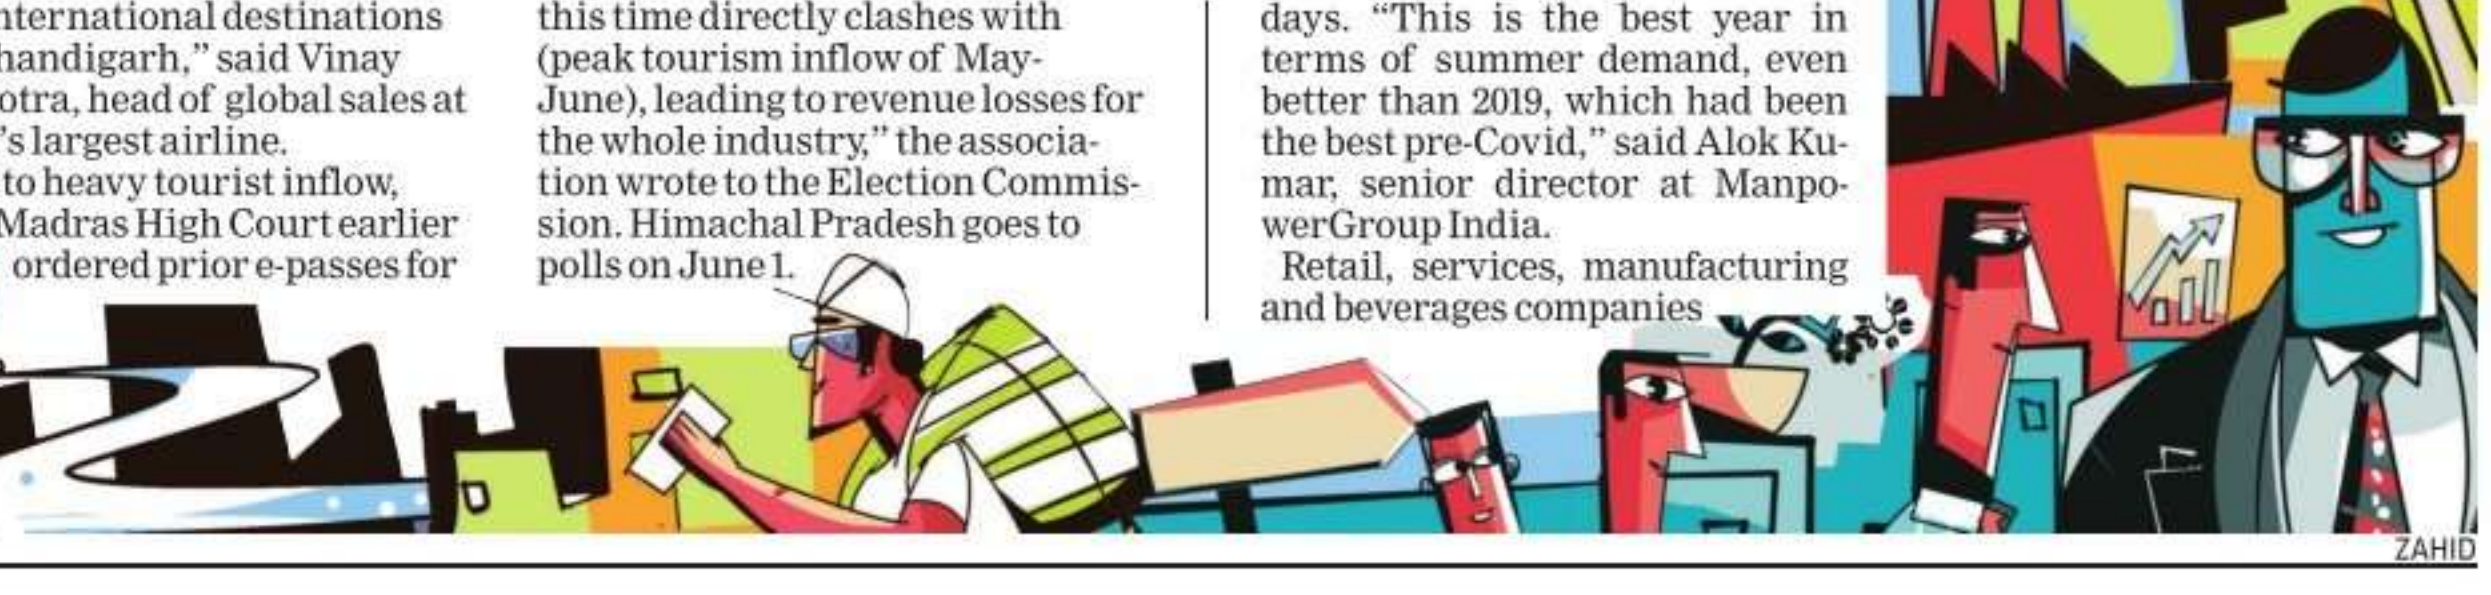 nternational destinations
handigarh,” said Vinay
otra, head of global sales at
’s largest airline.
to heavy tourist inflow,
Madras High Court earlier
ordered prior e-passes for
this time directly clashes with
(peak tourism inflow of May-
June), leading to revenue losses for
the whole industry,” the associa-
tion wrote to the Election Commis-
sion. Himachal Pradesh goes to
polls on June 1.
days. “This is the best year in
terms of summer demand, even
better than 2019, which had been
the best pre-Covid,” said Alok Ku-
mar, senior director at Manpo-
werGroup India.
Retail, services, manufacturing
and beverages companies
ZAHID